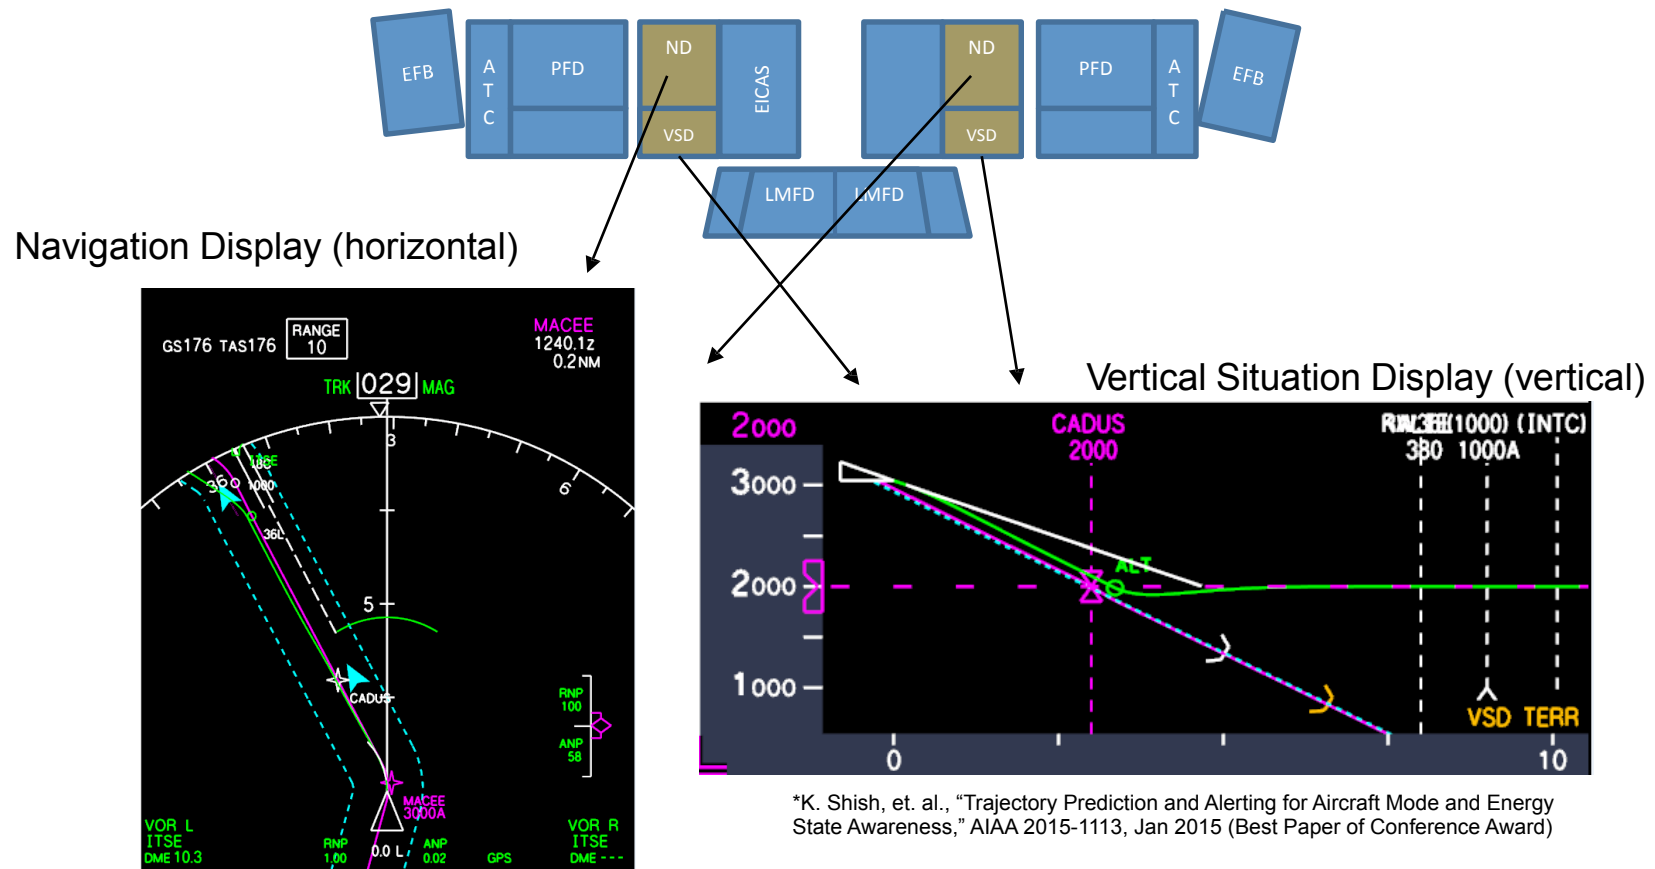 EFB
A
T
C
PFD
ND
VSD
EICAS
ND
VSD
PFD
A
T
C
EFB
LMFD
LMFD
Navigation Display (horizontal)
GS176 TAS176
RANGE
10
MACEE
1240.1z
0.2NM
TRK 029 MAG
3
6
36
1000
36L
5
CADUS
RNP
100
ANP
58
MACEE
3000A
VOR L
ITSE
DME 10.3
RNP
1.00
0.0 L
ANP
0.02
GPS
VOR R
ITSE
DME ---
Vertical Situation Display (vertical)
2000
CADUS
2000
(1000) (INTC)
1000A
3000
2000
1000
ALT
VSD TERR
0
10
*K. Shish, et. al., “Trajectory Prediction and Alerting for Aircraft Mode and Energy
State Awareness,” AIAA 2015-1113, Jan 2015 (Best Paper of Conference Award)